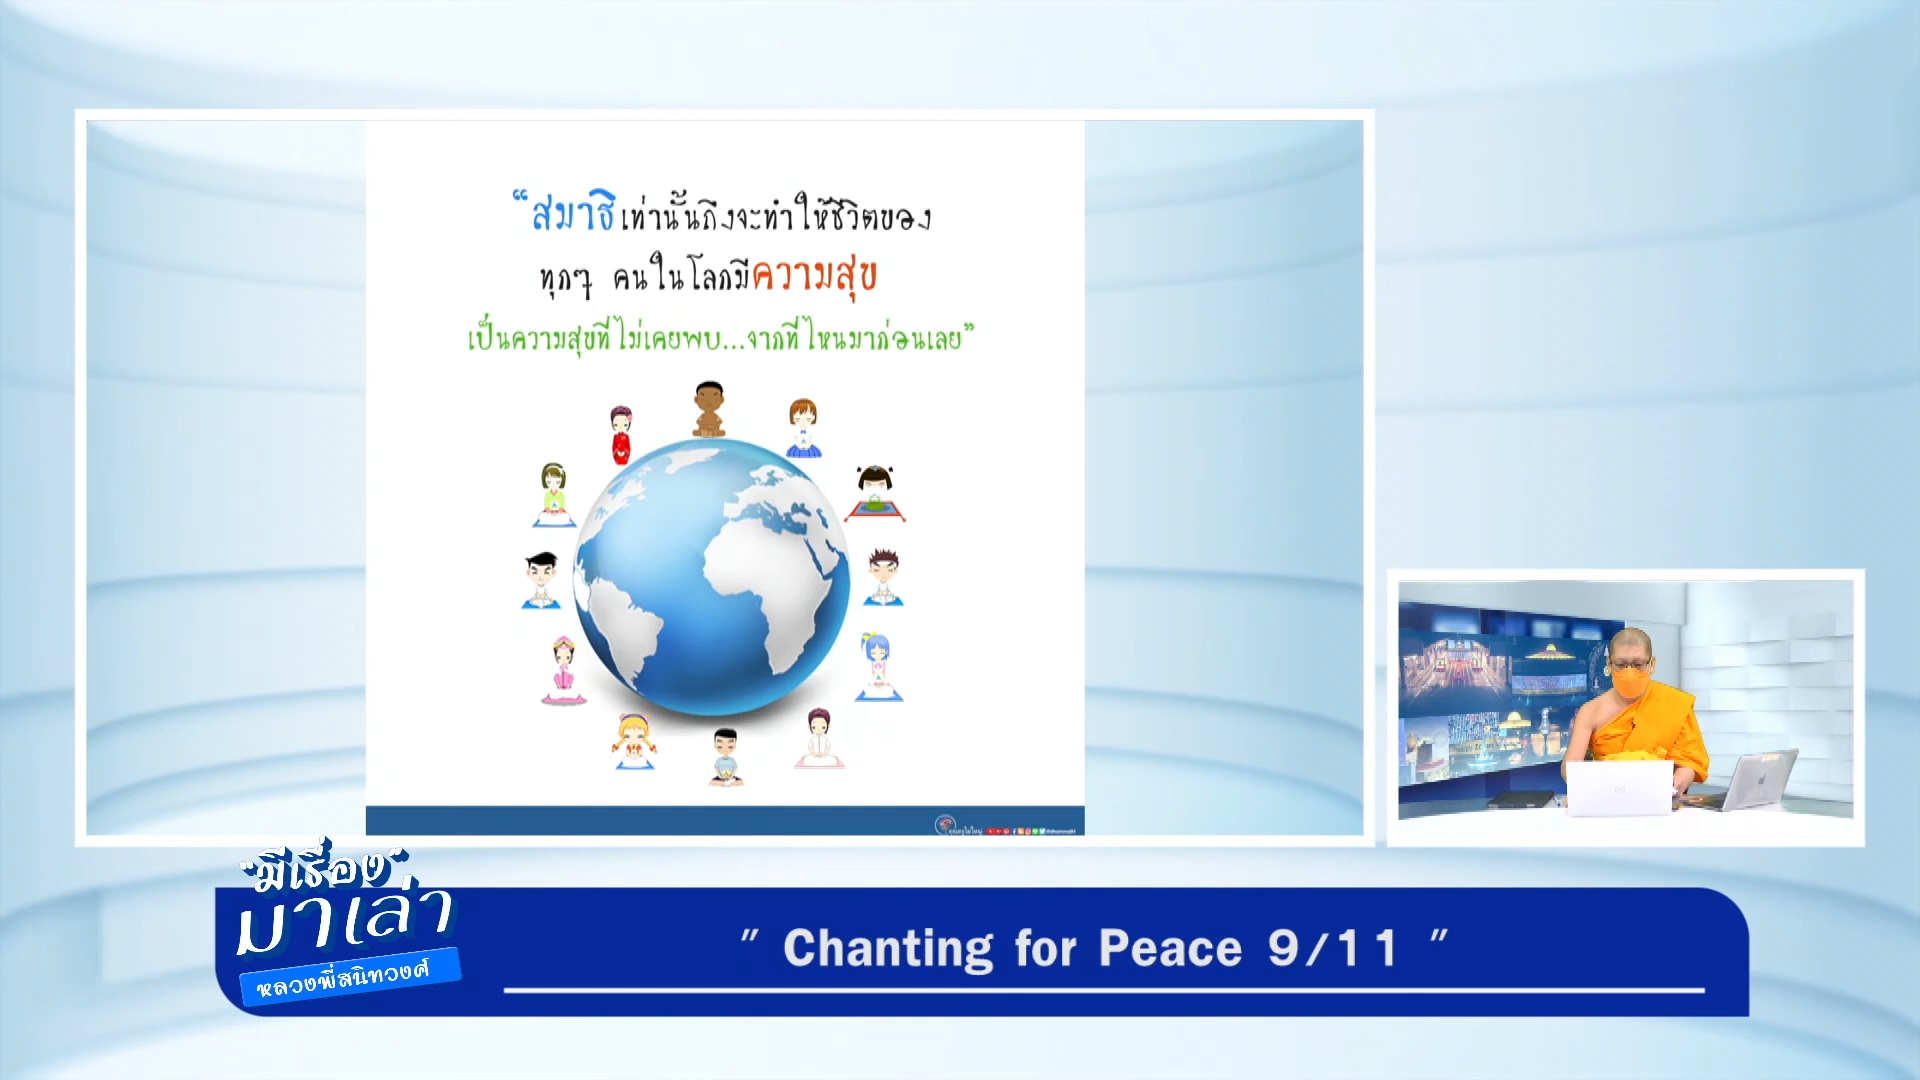 “สมาธิเท่านั้นถึงจะทำให้ชีวิตของ
ทุกๆ คนในโลกมีความสุข
เป็นความสุขที่ไม่เคยพบ...จากที่ไหนมาก่อนเลย”
"มีเรื่อง"
มาเล่า
หลวงพี่สนิทวงศ์
" Chanting for Peace 9/11 "